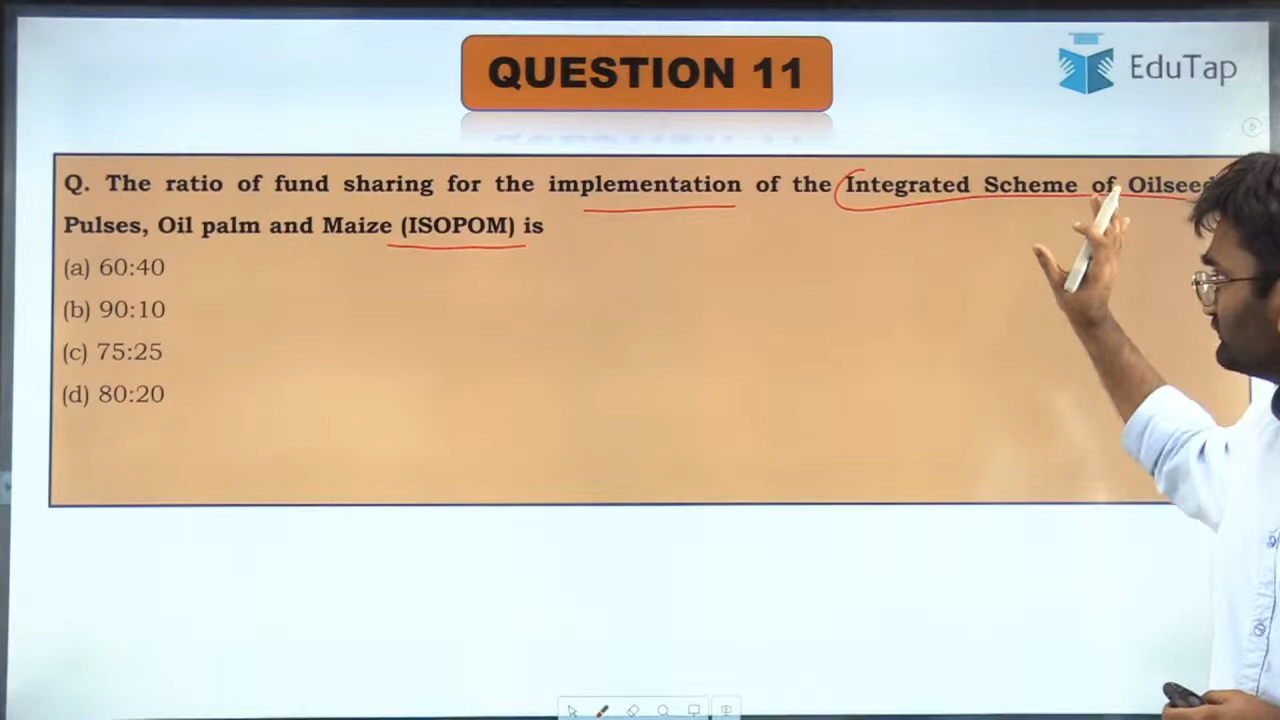 QUESTION 11
EduTap
Q. The ratio of fund sharing for the implementation of the Integrated Scheme of
Pulses, Oil palm and Maize (ISOPOM) is
(a) 60:40
(b) 90:10
(c) 75:25
(d) 80:20